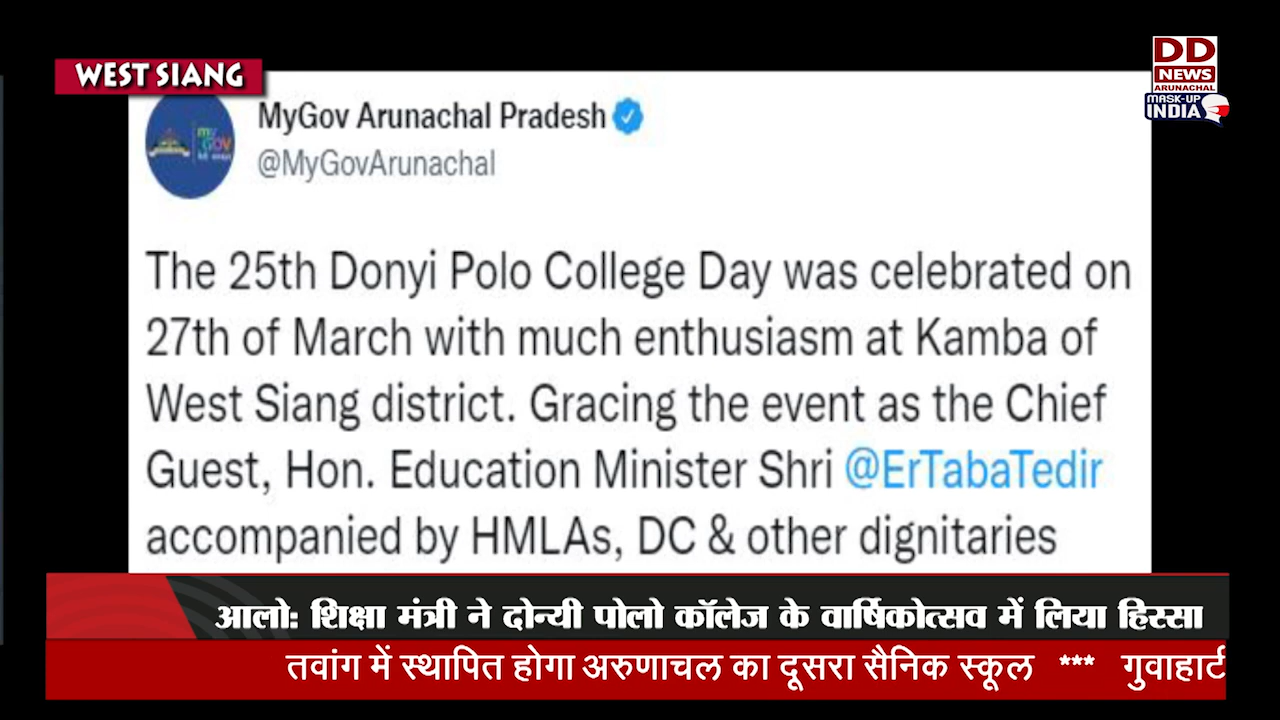 WEST SIANG
DD
NEWS
ARUNACHAL
MASK-UP
INDIA
MyGov Arunachal Pradesh
@MyGovArunachal
my
GOV
The 25th Donyi Polo College Day was celebrated on
27th of March with much enthusiasm at Kamba of
West Siang district. Gracing the event as the Chief
Guest, Hon. Education Minister Shri @ErTabaTedir
accompanied by HMLAs, DC & other dignitaries
आलो: शिक्षा मंत्री ने दोन्यी पोलो कॉलेज के वार्षिकोत्सव में लिया हिस्सा
तवांग में स्थापित होगा अरुणाचल का दूसरा सैनिक स्कूल *** गुवाहाट